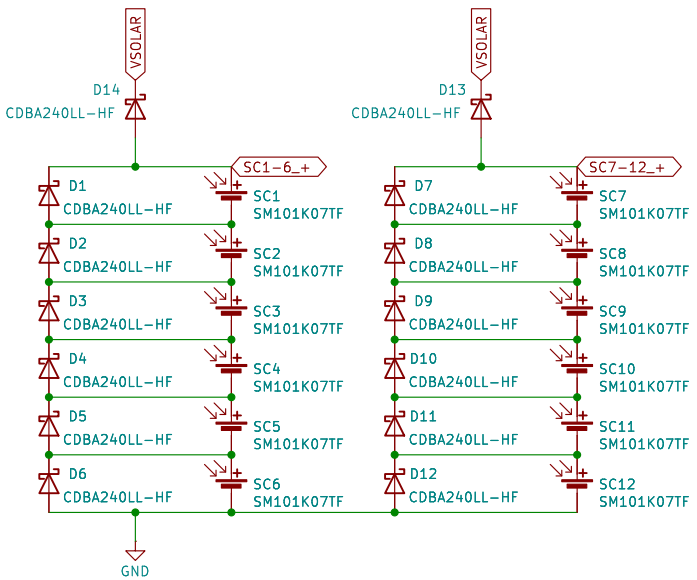 VSOLAR
VSOLAR
D14
CDBA240LL-HF
D13
CDBA240LL-HF
SC1-6_+
SC7-12_+
D1
CDBA240LL-HF
+
SC1
SM101K07TF
D7
CDBA240LL-HF
+
SC7
SM101K07TF
D2
CDBA240LL-HF
+
SC2
SM101K07TF
D8
CDBA240LL-HF
+
SC8
SM101K07TF
D3
CDBA240LL-HF
+
SC3
SM101K07TF
D9
CDBA240LL-HF
+
SC9
SM101K07TF
D4
CDBA240LL-HF
+
SC4
SM101K07TF
D10
CDBA240LL-HF
+
SC10
SM101K07TF
D5
CDBA240LL-HF
+
SC5
SM101K07TF
D11
CDBA240LL-HF
+
SC11
SM101K07TF
D6
CDBA240LL-HF
+
SC6
SM101K07TF
D12
CDBA240LL-HF
+
SC12
SM101K07TF
GND